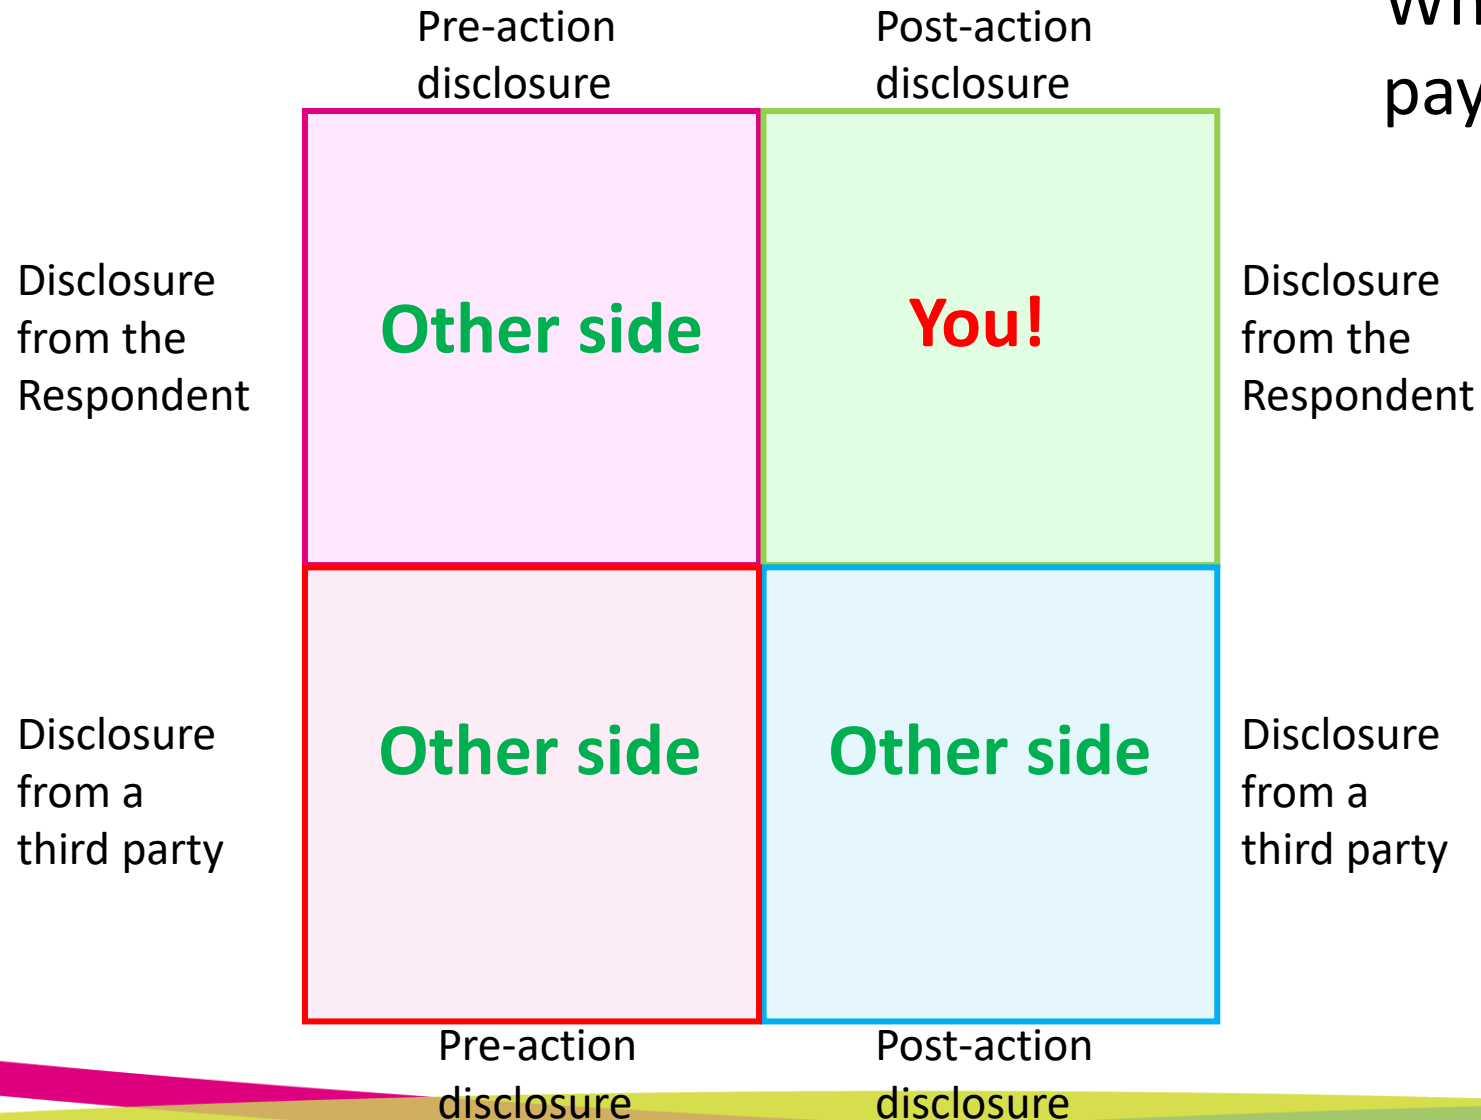 Pre-action
disclosure
Post-action
disclosure
pay
Disclosure
from the
Respondent
Other side
You!
Disclosure
from the
Respondent
Disclosure
from a
third party
Other side
Other side
Disclosure
from a
third party
Pre-action
disclosure
Post-action
disclosure